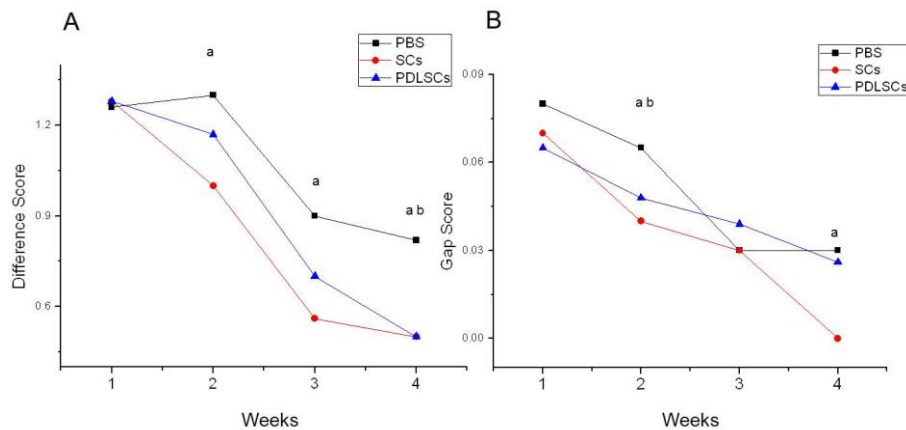 A
PBS
SCs
PDLSCs
a
a
a b
1.2
0.9
0.6
Difference Score
1 2 3 4
Weeks
B
PBS
SCs
PDLSCs
a b
a
0.09
0.06
0.03
0.00
Gap Score
1 2 3 4
Weeks